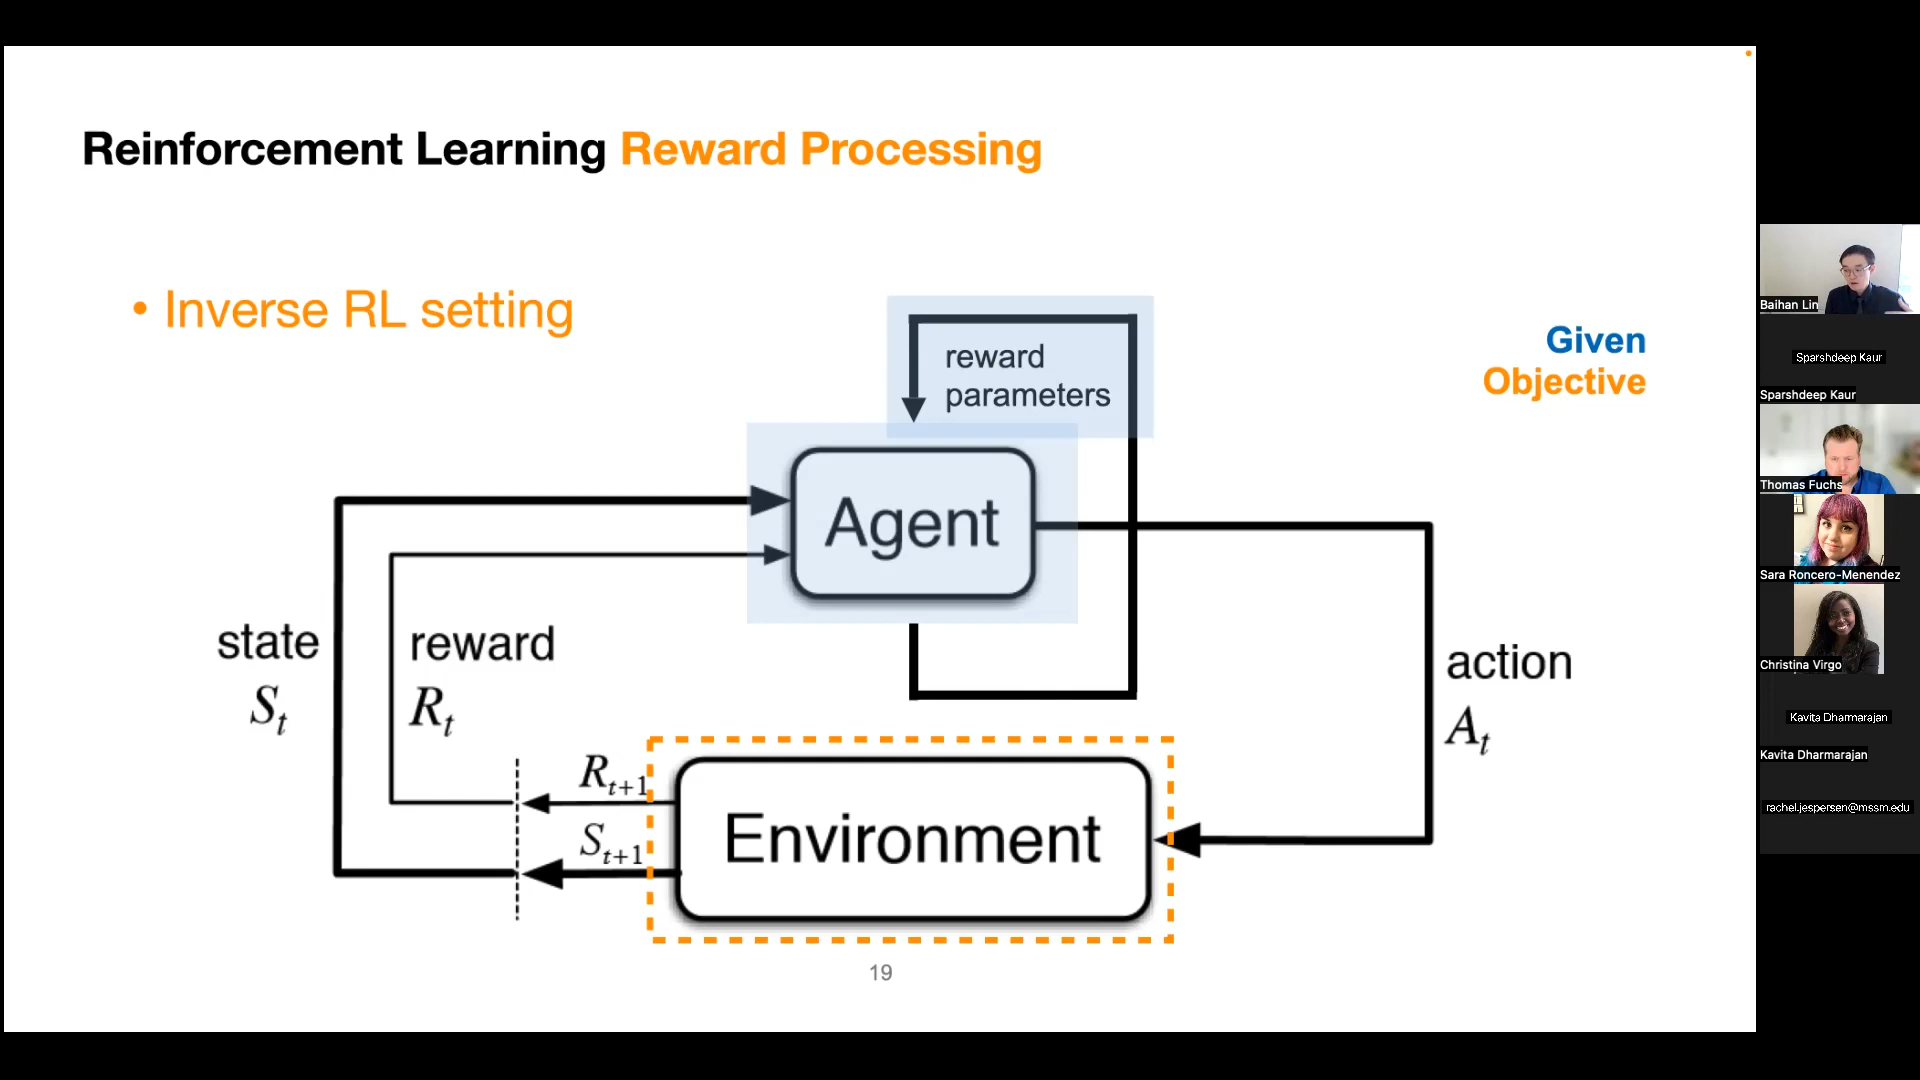 Reinforcement Learning Reward Processing
• Inverse RL setting
Given
Objective
reward
parameters
Agent
state
S_t
reward
R_t
action
A_t
R_{t+1}
S_{t+1}
Environment
19
Baihan Lin
Sparshdeep Kaur
Sparshdeep Kaur
Thomas Fuchs
Sara Roncero-Menendez
Christina Virgo
Kavita Dharmarajan
Kavita Dharmarajan
rachel.jespersen@mssm.edu